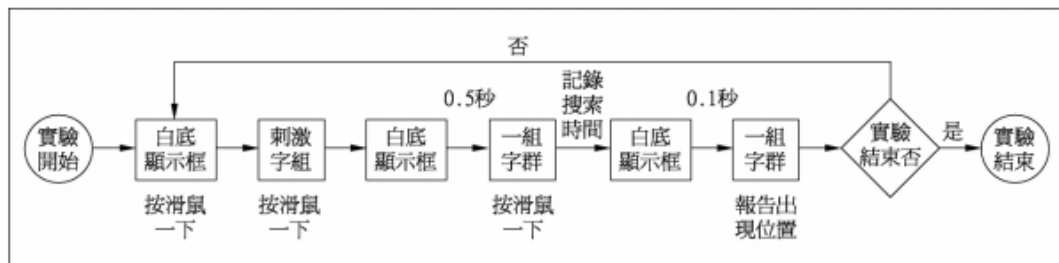 否
0.5秒
記錄
搜索
時間
0.1秒
實驗
開始
白底
顯示框
刺激
字組
白底
顯示框
一組
字群
白底
顯示框
一組
字群
實驗
結束否
是
實驗
結束
按滑鼠
一下
按滑鼠
一下
按滑鼠
一下
報告出
現位置